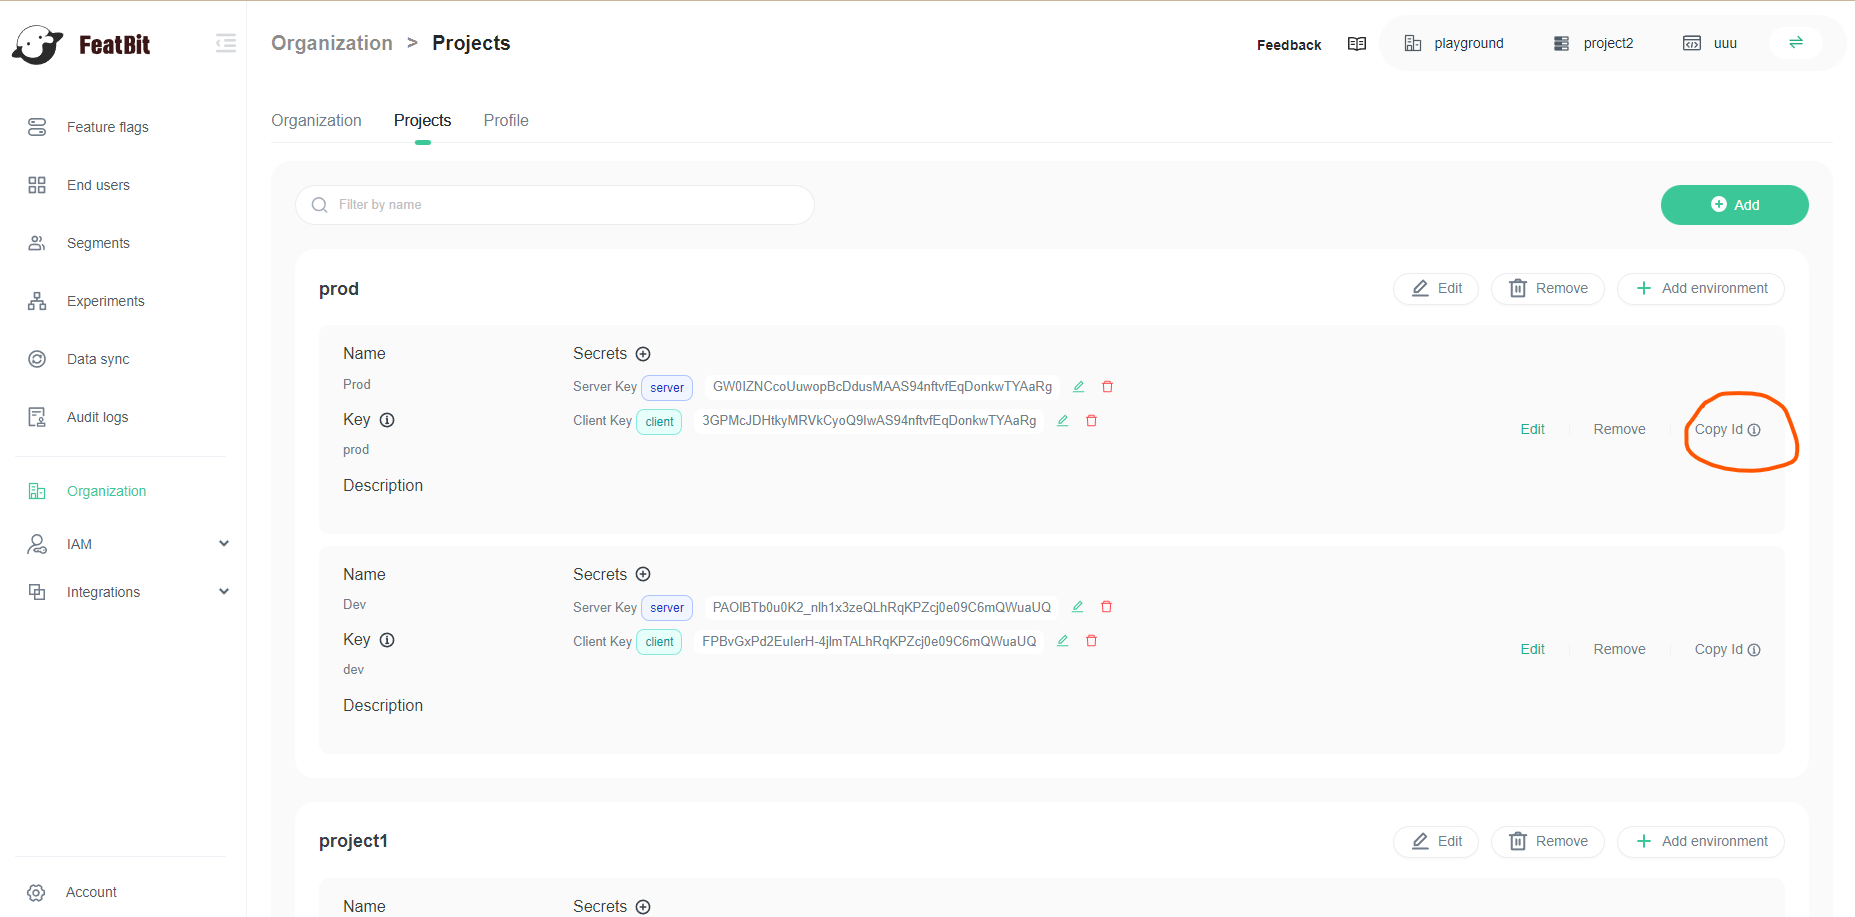 FeatBit
Organization > Projects
Feedback
playground
project2
uuu
Feature flags
End users
Segments
Experiments
Data sync
Audit logs
Organization
IAM
Integrations
Account
Organization Projects Profile
Filter by name
Add
prod
Edit Remove Add environment
Name
Prod
Key
prod
Description
Secrets
Server Key server GW0IZNCcoUuwopBcDdusMAAS94nftvfEqDonkwTYAaRg
Client Key client 3GPMcJDHtkyMRVkCyoQ9IwAS94nftvfEqDonkwTYAaRg
Edit Remove Copy Id
Name
Dev
Key
dev
Description
Secrets
Server Key server PAOIBTb0u0K2_nlh1x3zeQLhRqKPZcj0e09C6mQWuaUQ
Client Key client FPBvGxPd2EuIerH-4jlmTALhRqKPZcj0e09C6mQWuaUQ
Edit Remove Copy Id
project1
Edit Remove Add environment
Name
Secrets